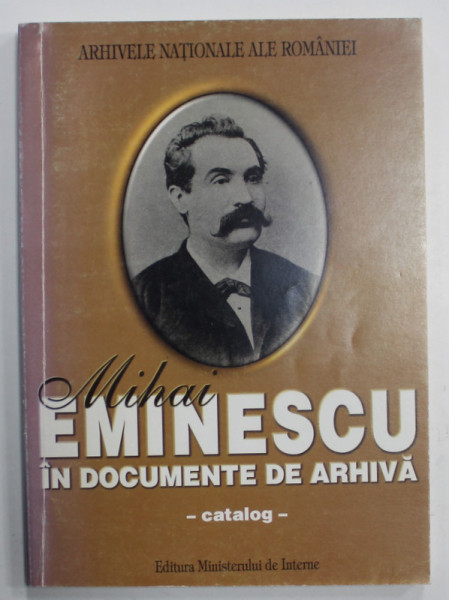 ARHIVELE NAȚIONALE ALE ROMÂNIEI
Mihai
EMINESCU
ÎN DOCUMENTE DE ARHIVĂ
– catalog –
Editura Ministerului de Interne